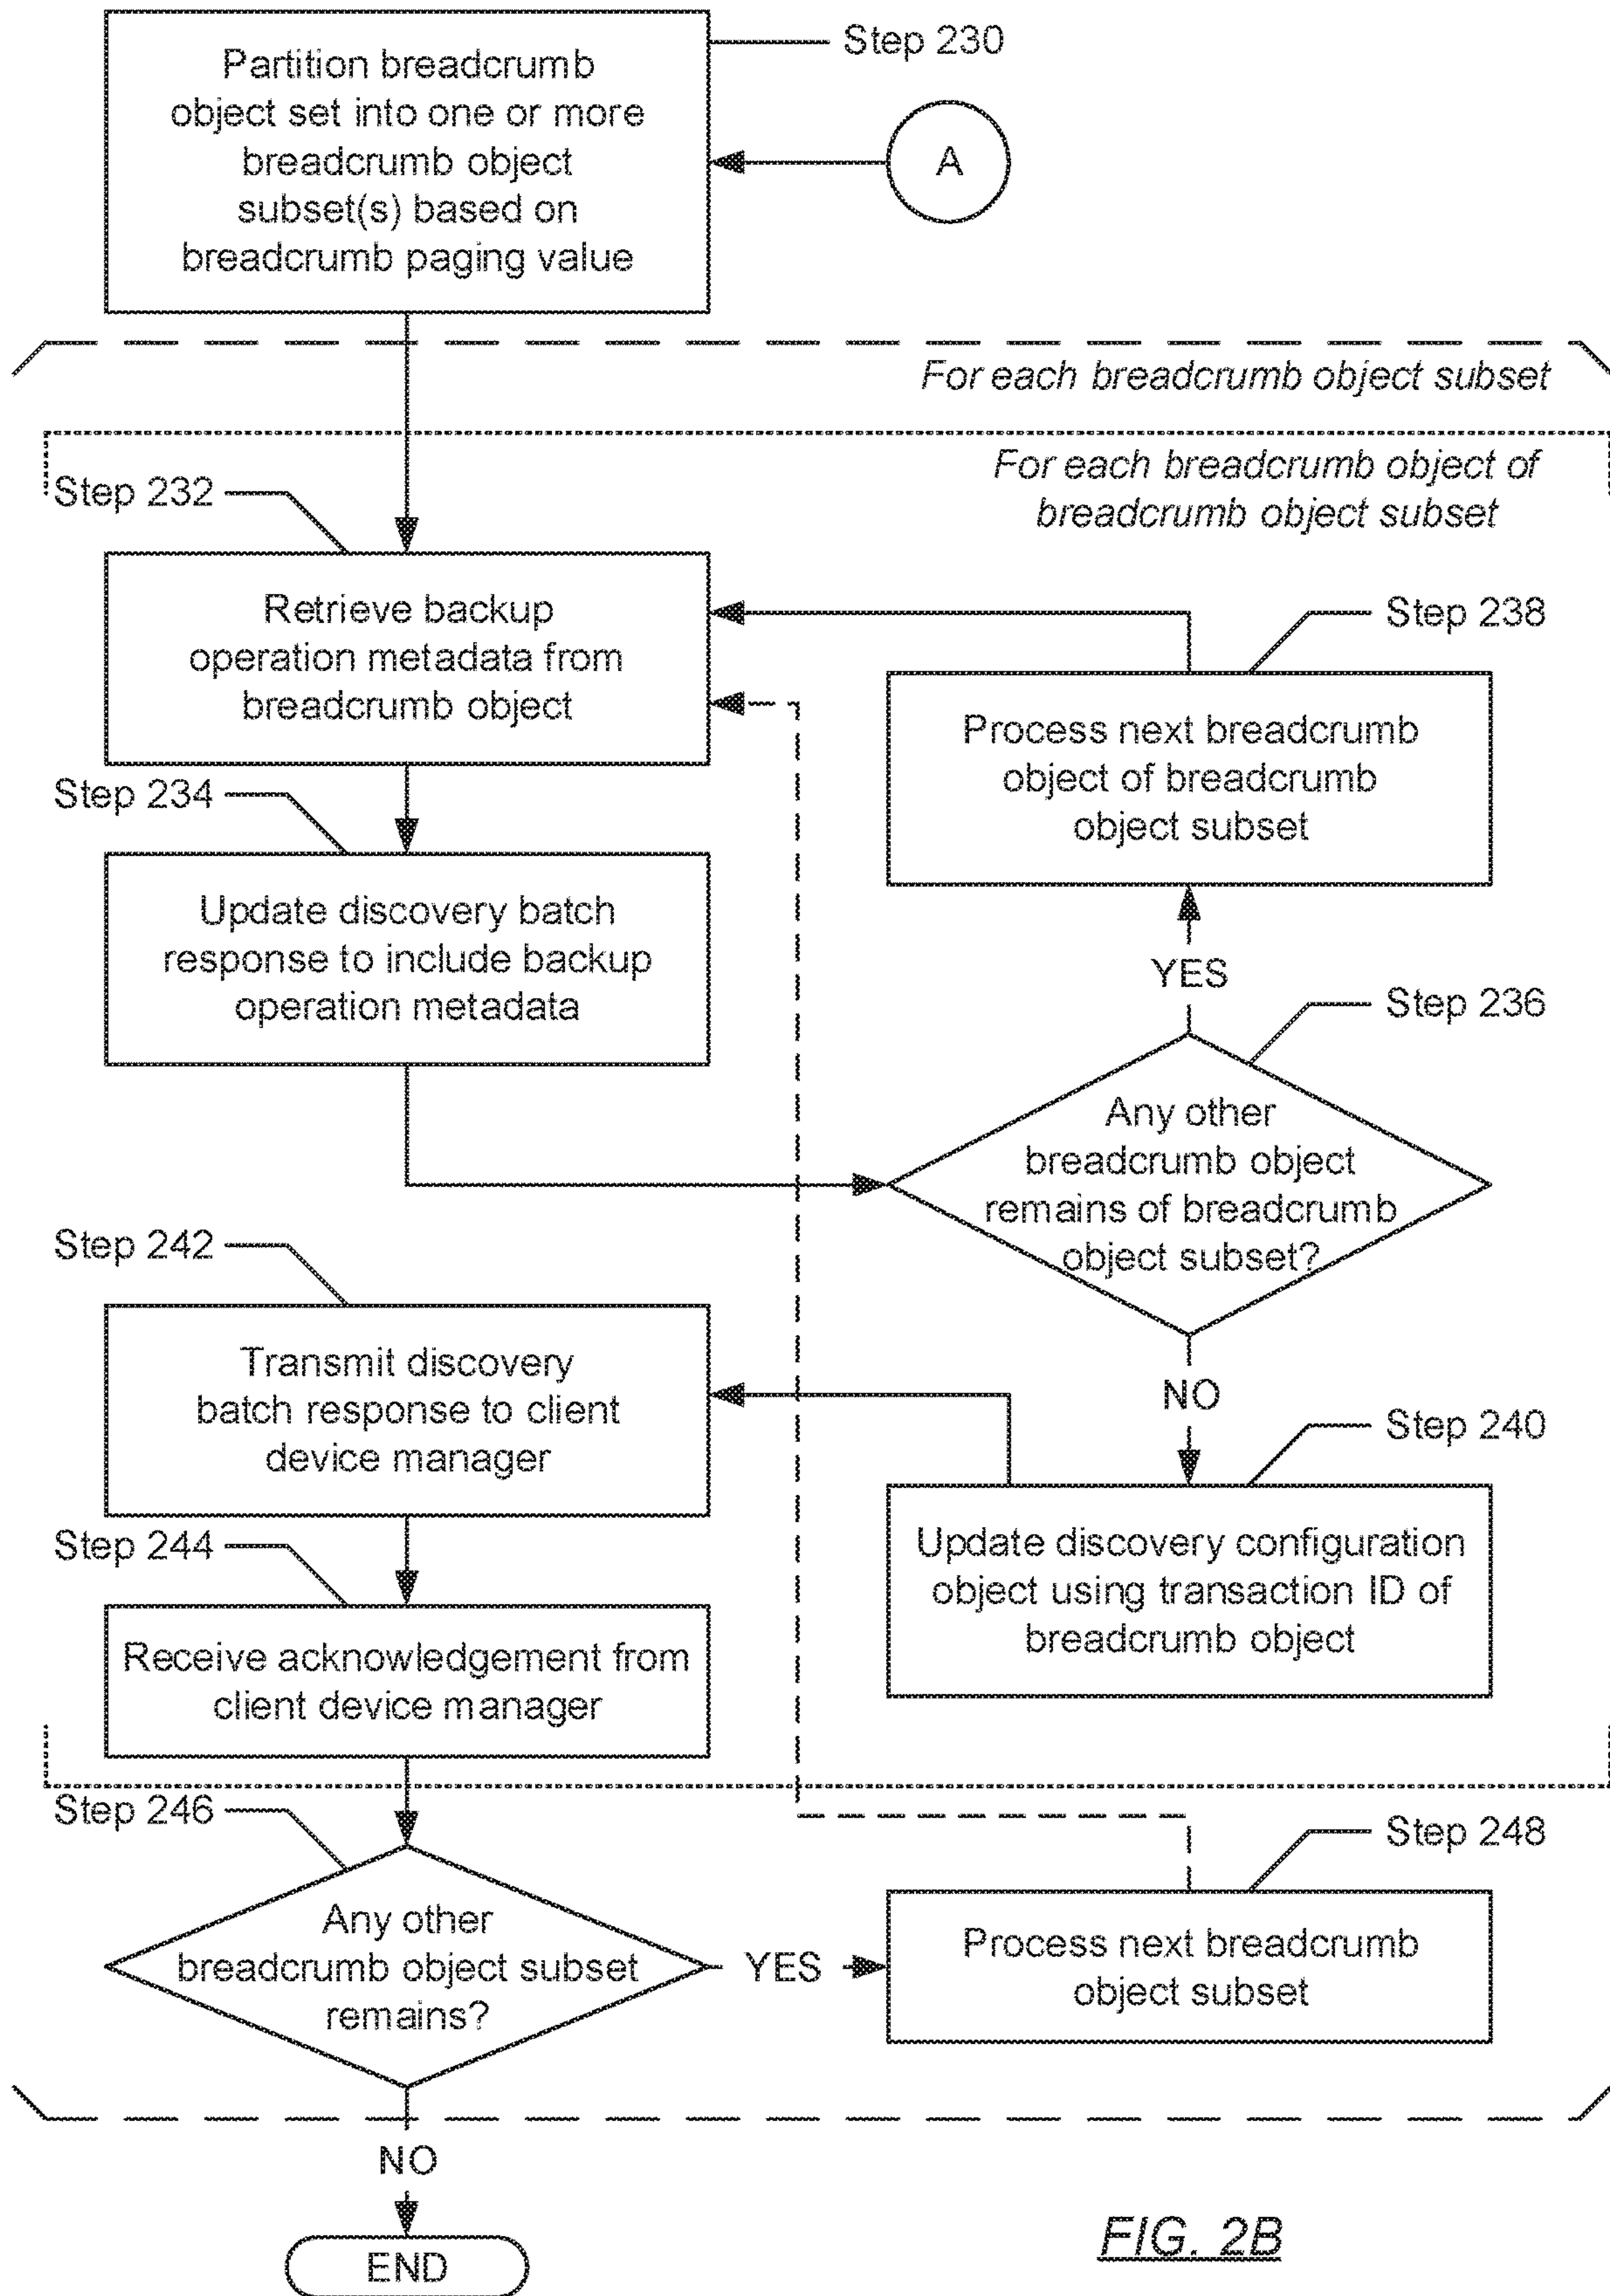 Partition breadcrumb
object set into one or more
breadcrumb object
subset(s) based on
breadcrumb paging value
Step 230
A
For each breadcrumb object subset
For each breadcrumb object of
breadcrumb object subset
Step 232
Retrieve backup
operation metadata from
breadcrumb object
Step 238
Process next breadcrumb
object of breadcrumb
object subset
Step 234
Update discovery batch
response to include backup
operation metadata
YES
Step 236
Any other
breadcrumb object
remains of breadcrumb
object subset?
Step 242
Transmit discovery
batch response to client
device manager
NO
Step 240
Update discovery configuration
object using transaction ID of
breadcrumb object
Step 244
Receive acknowledgement from
client device manager
Step 246
Any other
breadcrumb object subset
remains?
YES
Step 248
Process next breadcrumb
object subset
NO
END
FIG. 2B